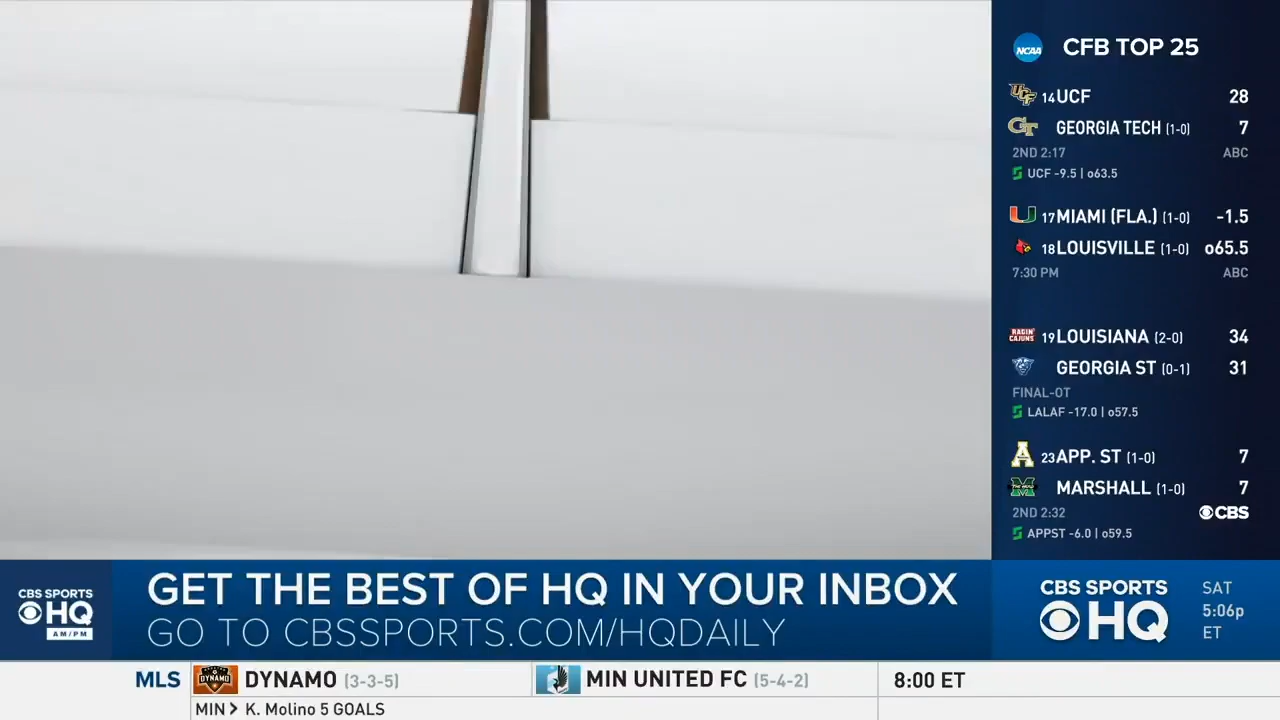 NCAA CFB TOP 25
UCF 14 UCF 28
GT GEORGIA TECH (1-0) 7
2ND 2:17 ABC
UCF -9.5 | o63.5
17 MIAMI (FLA.) (1-0) -1.5
18 LOUISVILLE (1-0) o65.5
7:30 PM ABC
RAGIN' CAJUNS 19 LOUISIANA (2-0) 34
GEORGIA ST (0-1) 31
FINAL-OT
LALAF -17.0 | o57.5
A 23 APP. ST (1-0) 7
M MARSHALL (1-0) 7
2ND 2:32 CBS
APPST -6.0 | o59.5
CBS SPORTS
HQ
AM/PM
GET THE BEST OF HQ IN YOUR INBOX
GO TO CBSSPORTS.COM/HQDAILY
CBS SPORTS
HQ
SAT
5:06p
ET
MLS DYNAMO DYNAMO (3-3-5) MIN UNITED FC (5-4-2) 8:00 ET
MIN > K. Molino 5 GOALS